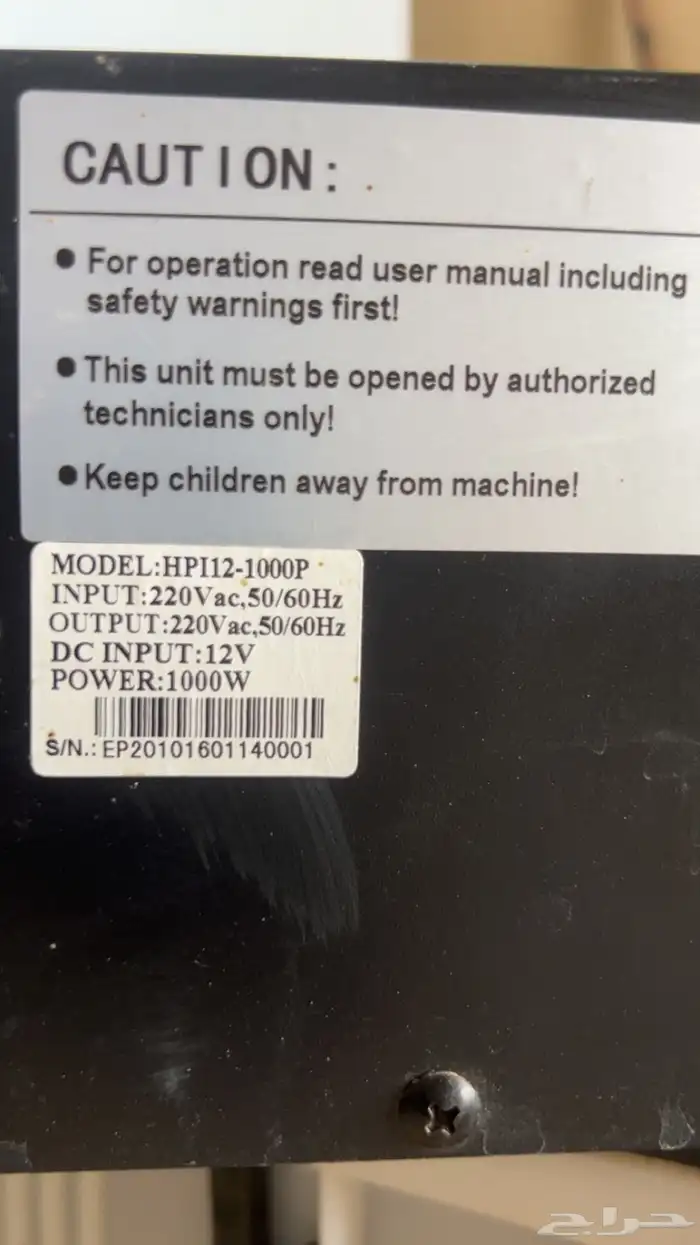 CAUTION:
● For operation read user manual including
safety warnings first!
● This unit must be opened by authorized
technicians only!
● Keep children away from machine!
MODEL:HPI12-1000P
INPUT:220Vac,50/60Hz
OUTPUT:220Vac,50/60Hz
DC INPUT:12V
POWER:1000W
S/N.: EP20101601140001
حراج